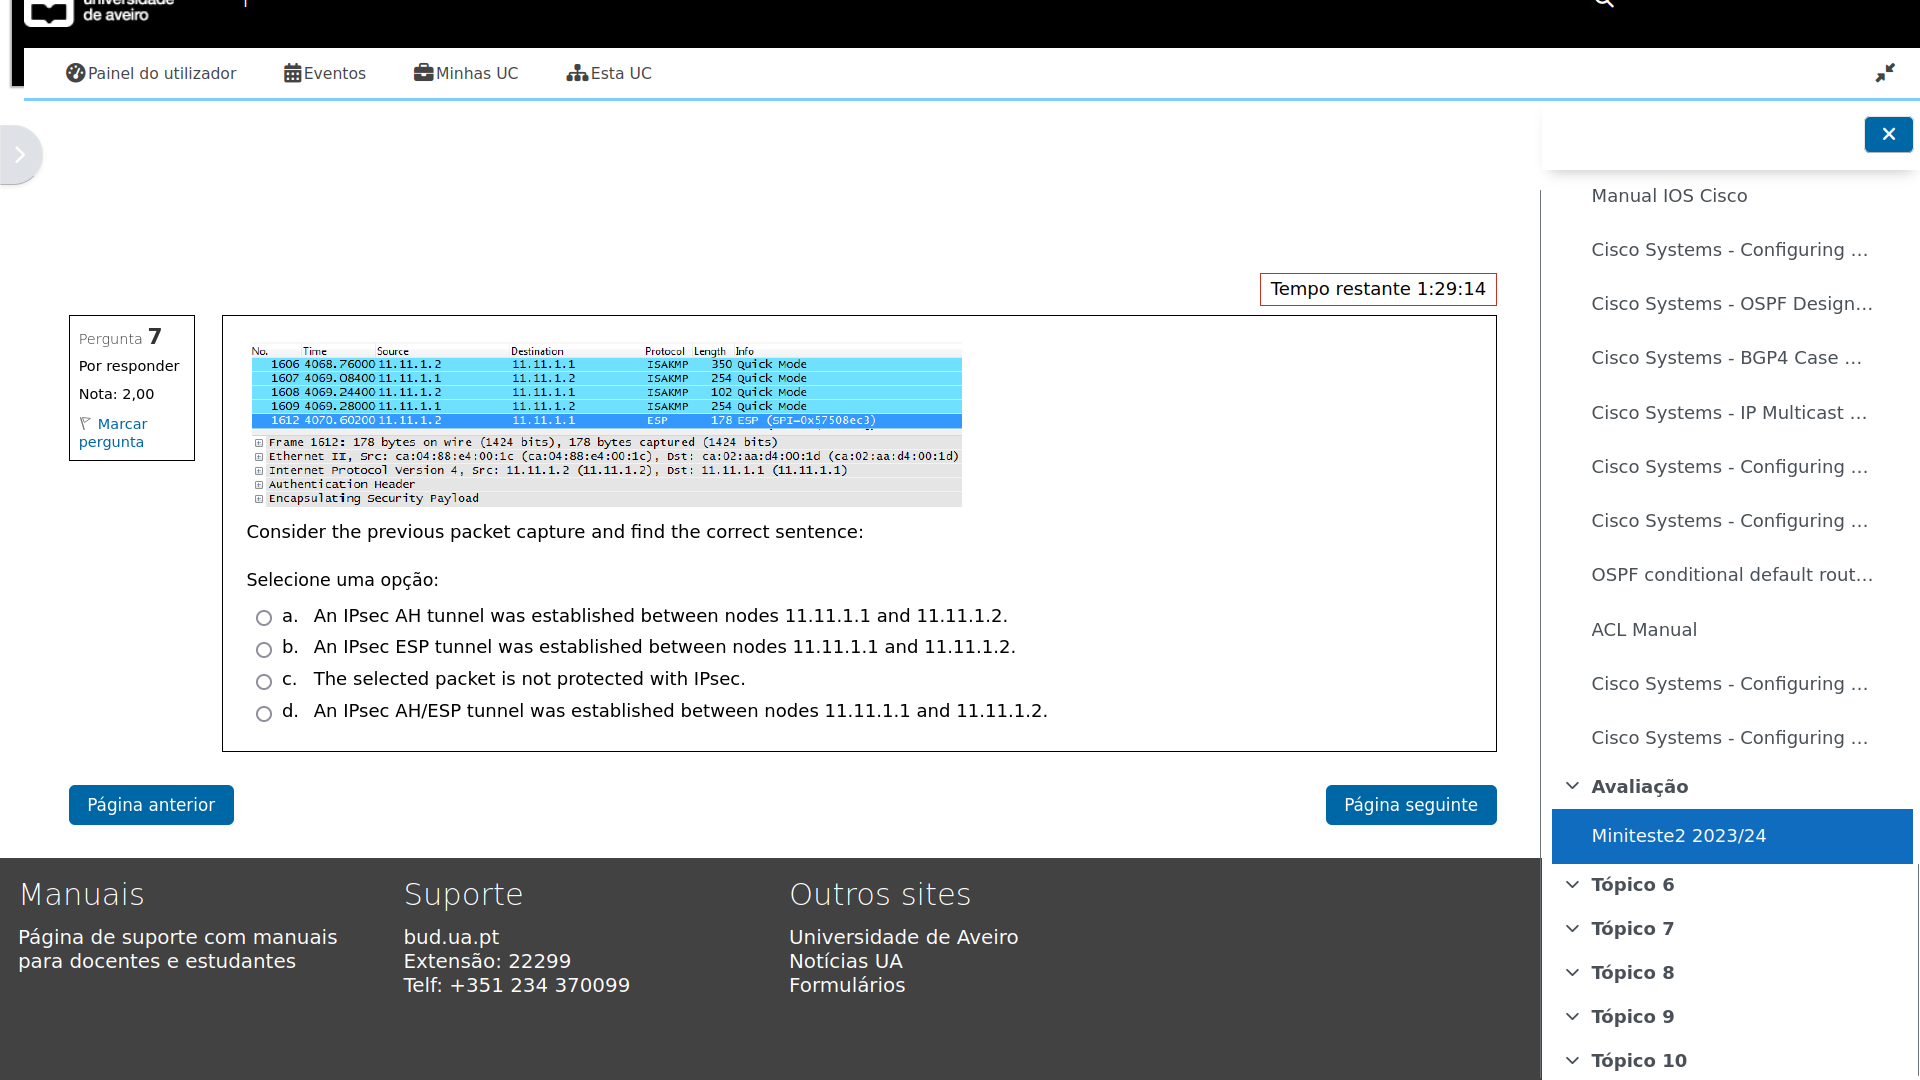 universidade
de aveiro
Painel do utilizador
Eventos
Minhas UC
Esta UC
Manual IOS Cisco
Cisco Systems - Configuring ...
Cisco Systems - OSPF Design...
Cisco Systems - BGP4 Case ...
Cisco Systems - IP Multicast ...
Cisco Systems - Configuring ...
Cisco Systems - Configuring ...
OSPF conditional default rout...
ACL Manual
Cisco Systems - Configuring ...
Cisco Systems - Configuring ...
Avaliação
Miniteste2 2023/24
Tópico 6
Tópico 7
Tópico 8
Tópico 9
Tópico 10
Tempo restante 1:29:14
Pergunta 7
Por responder
Nota: 2,00
Marcar
pergunta
No. Time Source Destination Protocol Length Info
1606 4068.76000 11.11.1.2 11.11.1.1 ISAKMP 350 Quick Mode
1607 4069.08400 11.11.1.1 11.11.1.2 ISAKMP 254 Quick Mode
1608 4069.24400 11.11.1.2 11.11.1.1 ISAKMP 102 Quick Mode
1609 4069.28000 11.11.1.1 11.11.1.2 ISAKMP 254 Quick Mode
1612 4070.60200 11.11.1.2 11.11.1.1 ESP 178 ESP (SPI=0x57508ec3)
Frame 1612: 178 bytes on wire (1424 bits), 178 bytes captured (1424 bits)
Ethernet II, Src: ca:04:88:e4:00:1c (ca:04:88:e4:00:1c), Dst: ca:02:aa:d4:00:1d (ca:02:aa:d4:00:1d)
Internet Protocol Version 4, Src: 11.11.1.2 (11.11.1.2), Dst: 11.11.1.1 (11.11.1.1)
Authentication Header
Encapsulating Security Payload
Consider the previous packet capture and find the correct sentence:
Selecione uma opção:
a. An IPsec AH tunnel was established between nodes 11.11.1.1 and 11.11.1.2.
b. An IPsec ESP tunnel was established between nodes 11.11.1.1 and 11.11.1.2.
c. The selected packet is not protected with IPsec.
d. An IPsec AH/ESP tunnel was established between nodes 11.11.1.1 and 11.11.1.2.
Página anterior
Página seguinte
Manuais
Página de suporte com manuais
para docentes e estudantes
Suporte
bud.ua.pt
Extensão: 22299
Telf: +351 234 370099
Outros sites
Universidade de Aveiro
Notícias UA
Formulários